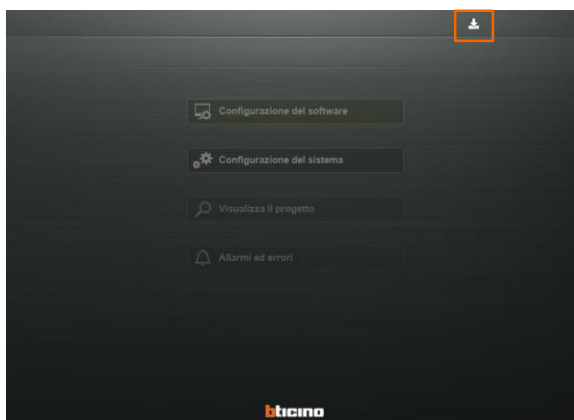 Configurazione del software
Configurazione del sistema
Visualizza il progetto
Allarmi ed errori
bticino